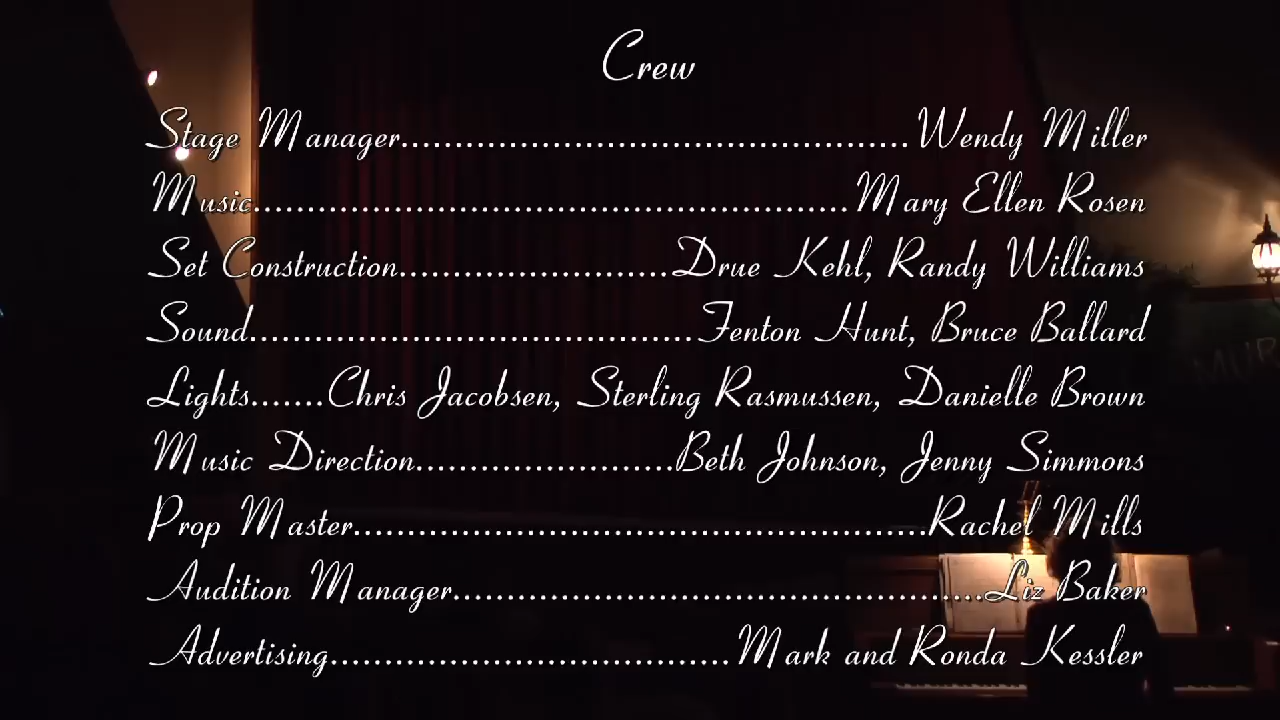 Crew
Stage Manager.................................................Wendy Miller
Music.........................................................Mary Ellen Rosen
Set Construction..........................Drue Kehl, Randy Williams
Sound..........................................Fenton Hunt, Bruce Ballard
Lights.......Chris Jacobsen, Sterling Rasmussen, Danielle Brown
Music Direction.........................Beth Johnson, Jenny Simmons
Prop Master.......................................................Rachel Mills
Audition Manager...................................................Liz Baker
Advertising......................................Mark and Ronda Kessler